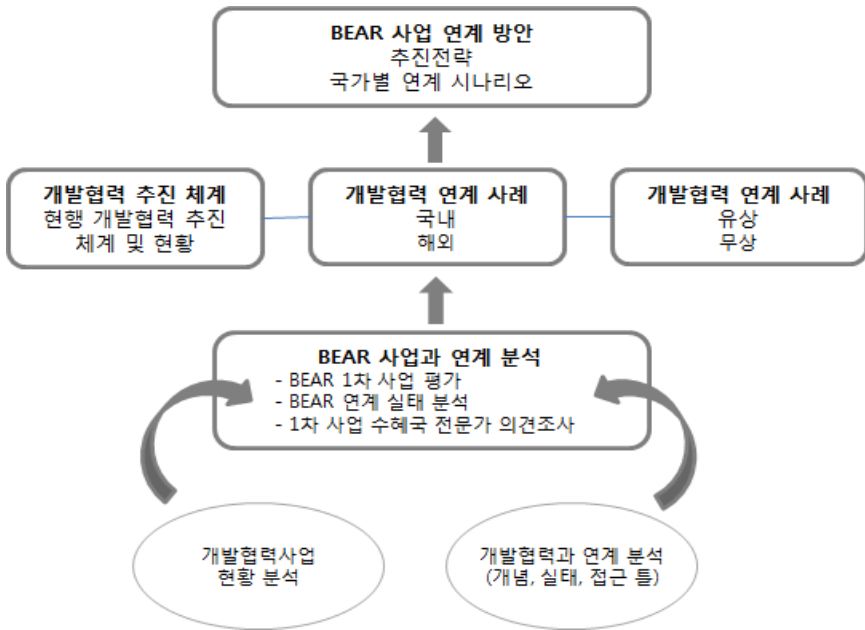 BEAR 사업 연계 방안
추진전략
국가별 연계 시나리오
개발협력 추진 체계
현행 개발협력 추진
체계 및 현황
개발협력 연계 사례
국내
해외
개발협력 연계 사례
유상
무상
BEAR 사업과 연계 분석
- BEAR 1차 사업 평가
- BEAR 연계 실태 분석
- 1차 사업 수혜국 전문가 의견조사
개발협력사업
현황 분석
개발협력과 연계 분석
(개념, 실태, 접근 틀)